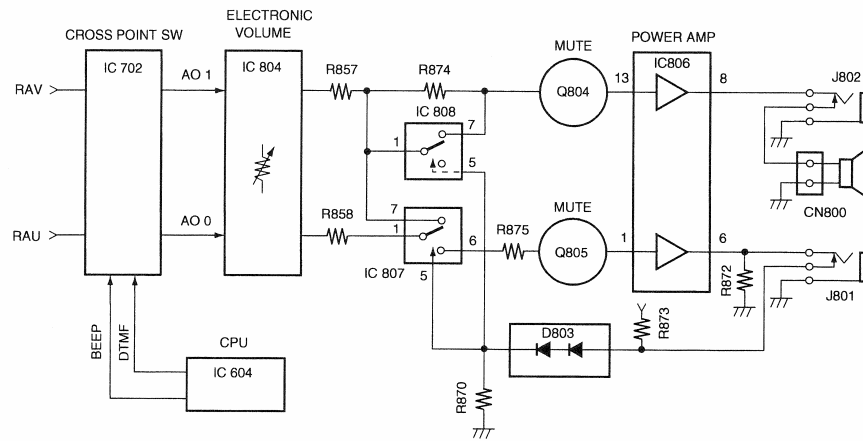 CROSS POINT SW
ELECTRONIC
VOLUME
POWER AMP
IC 702
AO 1
IC 804
R857
R874
MUTE
Q804
13
IC806
8
J802
RAV
IC 808
7
1
5
CN800
RAU
AO 0
R858
7
1
6
5
IC 807
R875
MUTE
Q805
1
6
R872
J801
BEEP
DTMF
CPU
IC 604
D803
R873
R870